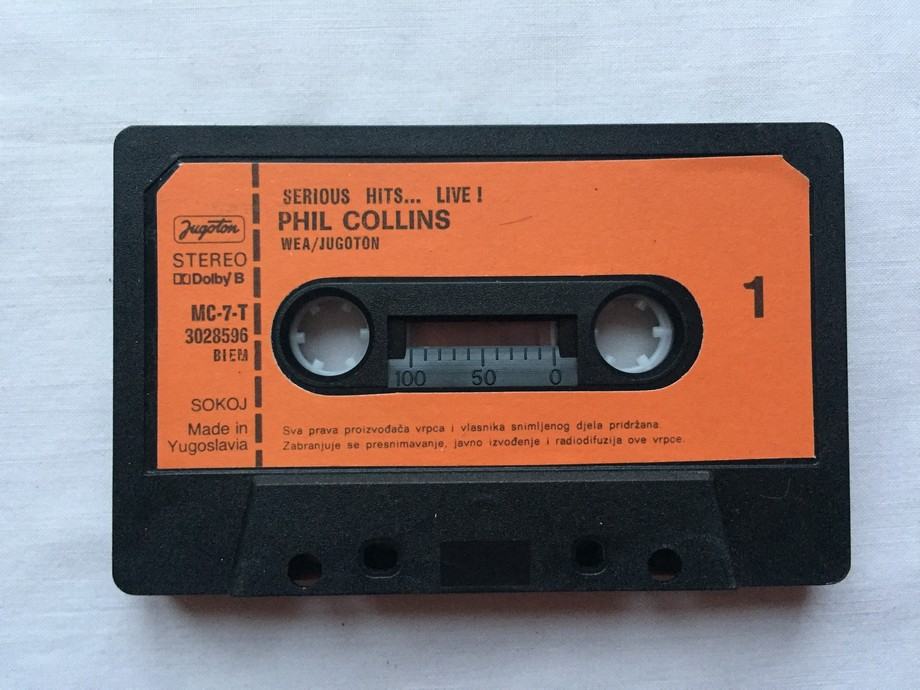 Jugoton
STEREO
Dolby B
MC-7-T
3028596
BIEM
SOKOJ
Made in
Yugoslavia
SERIOUS HITS... LIVE!
PHIL COLLINS
WEA/JUGOTON
1
100 50 0
Sva prava proizvođača vrpca i vlasnika snimljenog djela pridržana.
Zabranjuje se presnimavanje, javno izvođenje i radiodifuzija ove vrpce.